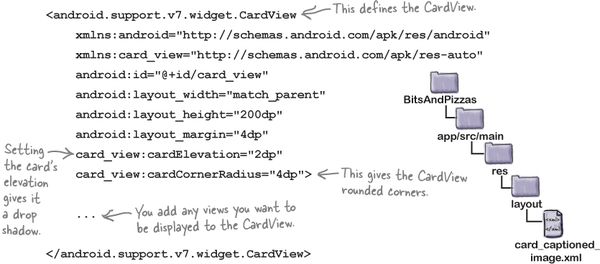 <android.support.v7.widget.CardView
This defines the CardView.
xmlns:android="http://schemas.android.com/apk/res/android"
xmlns:card_view="http://schemas.android.com/apk/res-auto"
android:id="@+id/card_view"
android:layout_width="match_parent"
android:layout_height="200dp"
android:layout_margin="4dp"
card_view:cardElevation="2dp"
card_view:cardCornerRadius="4dp">
Setting
the card's
elevation
gives it
a drop
shadow.
This gives the CardView
rounded corners.
...
You add any views you want to
be displayed to the CardView.
</android.support.v7.widget.CardView>
BitsAndPizzas
app/src/main
res
layout
<xml>
</xml>
card_captioned_
image.xml